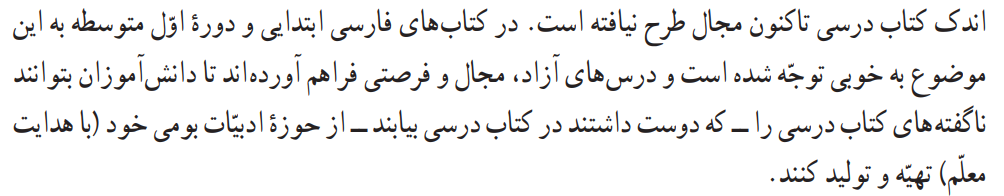 اندک کتاب درسی تاکنون مجال طرح نیافته است. در کتاب‌های فارسی ابتدایی و دورهٔ اوّل متوسطه به این
موضوع به خوبی توجّه شده است و درس‌های آزاد، مجال و فرصتی فراهم آورده‌اند تا دانش‌آموزان بتوانند
ناگفته‌های کتاب درسی را ــ که دوست داشتند در کتاب درسی بیابند ــ از حوزهٔ ادبیّات بومی خود (با هدایت
معلّم) تهیّه و تولید کنند.